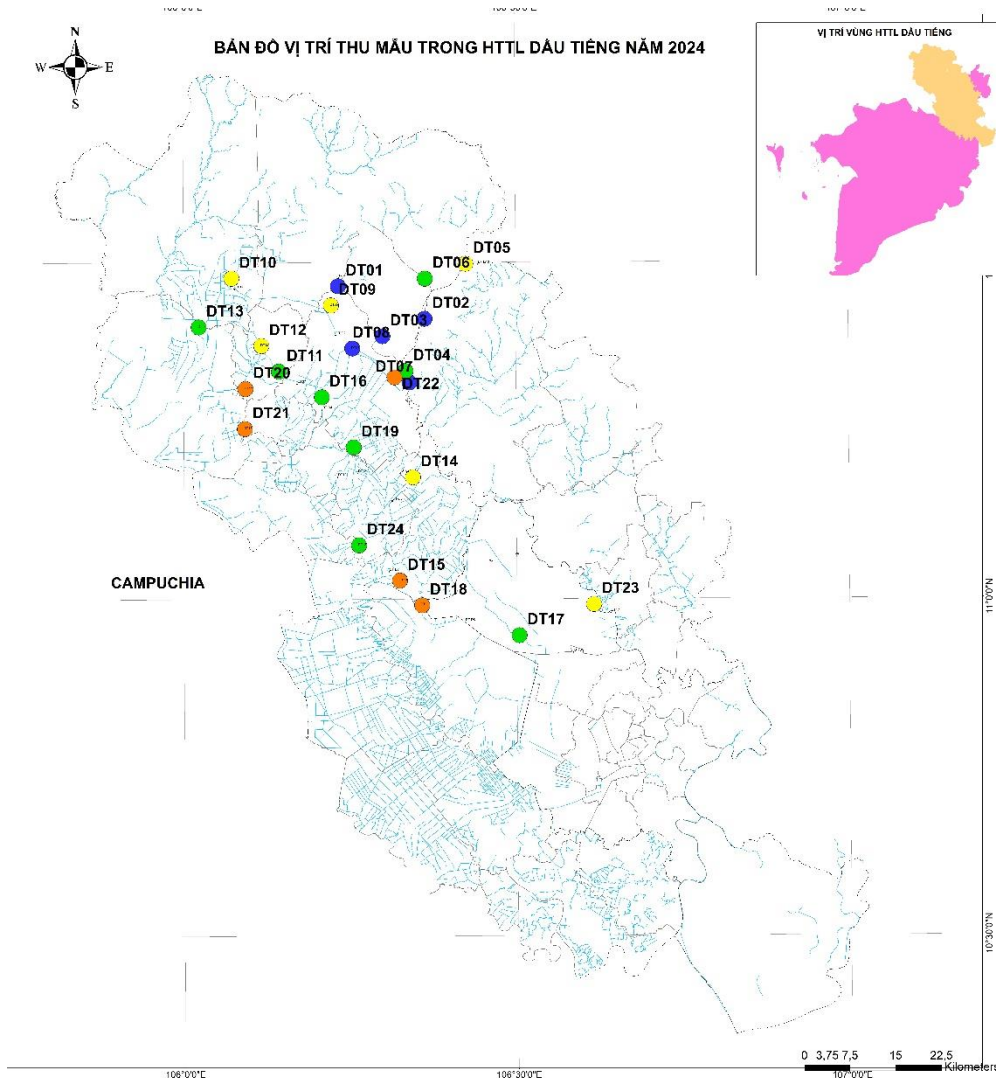 BẢN ĐỒ VỊ TRÍ THU MẪU TRONG HTTL DẦU TIẾNG NĂM 2024
VỊ TRÍ VÙNG HTTL DẦU TIẾNG
N
W
E
S
DT05
DT06
DT10
DT01
DT09
DT02
DT13
DT03
DT12
DT08
DT11
DT04
DT07
DT20
DT16
DT22
DT21
DT19
DT14
DT24
DT15
CAMPUCHIA
DT18
DT23
DT17
11°0'0"N
10°30'0"N
0 3,75 7,5 15 22,5
Kilometers
106°0'0"E
106°30'0"E
107°0'0"E